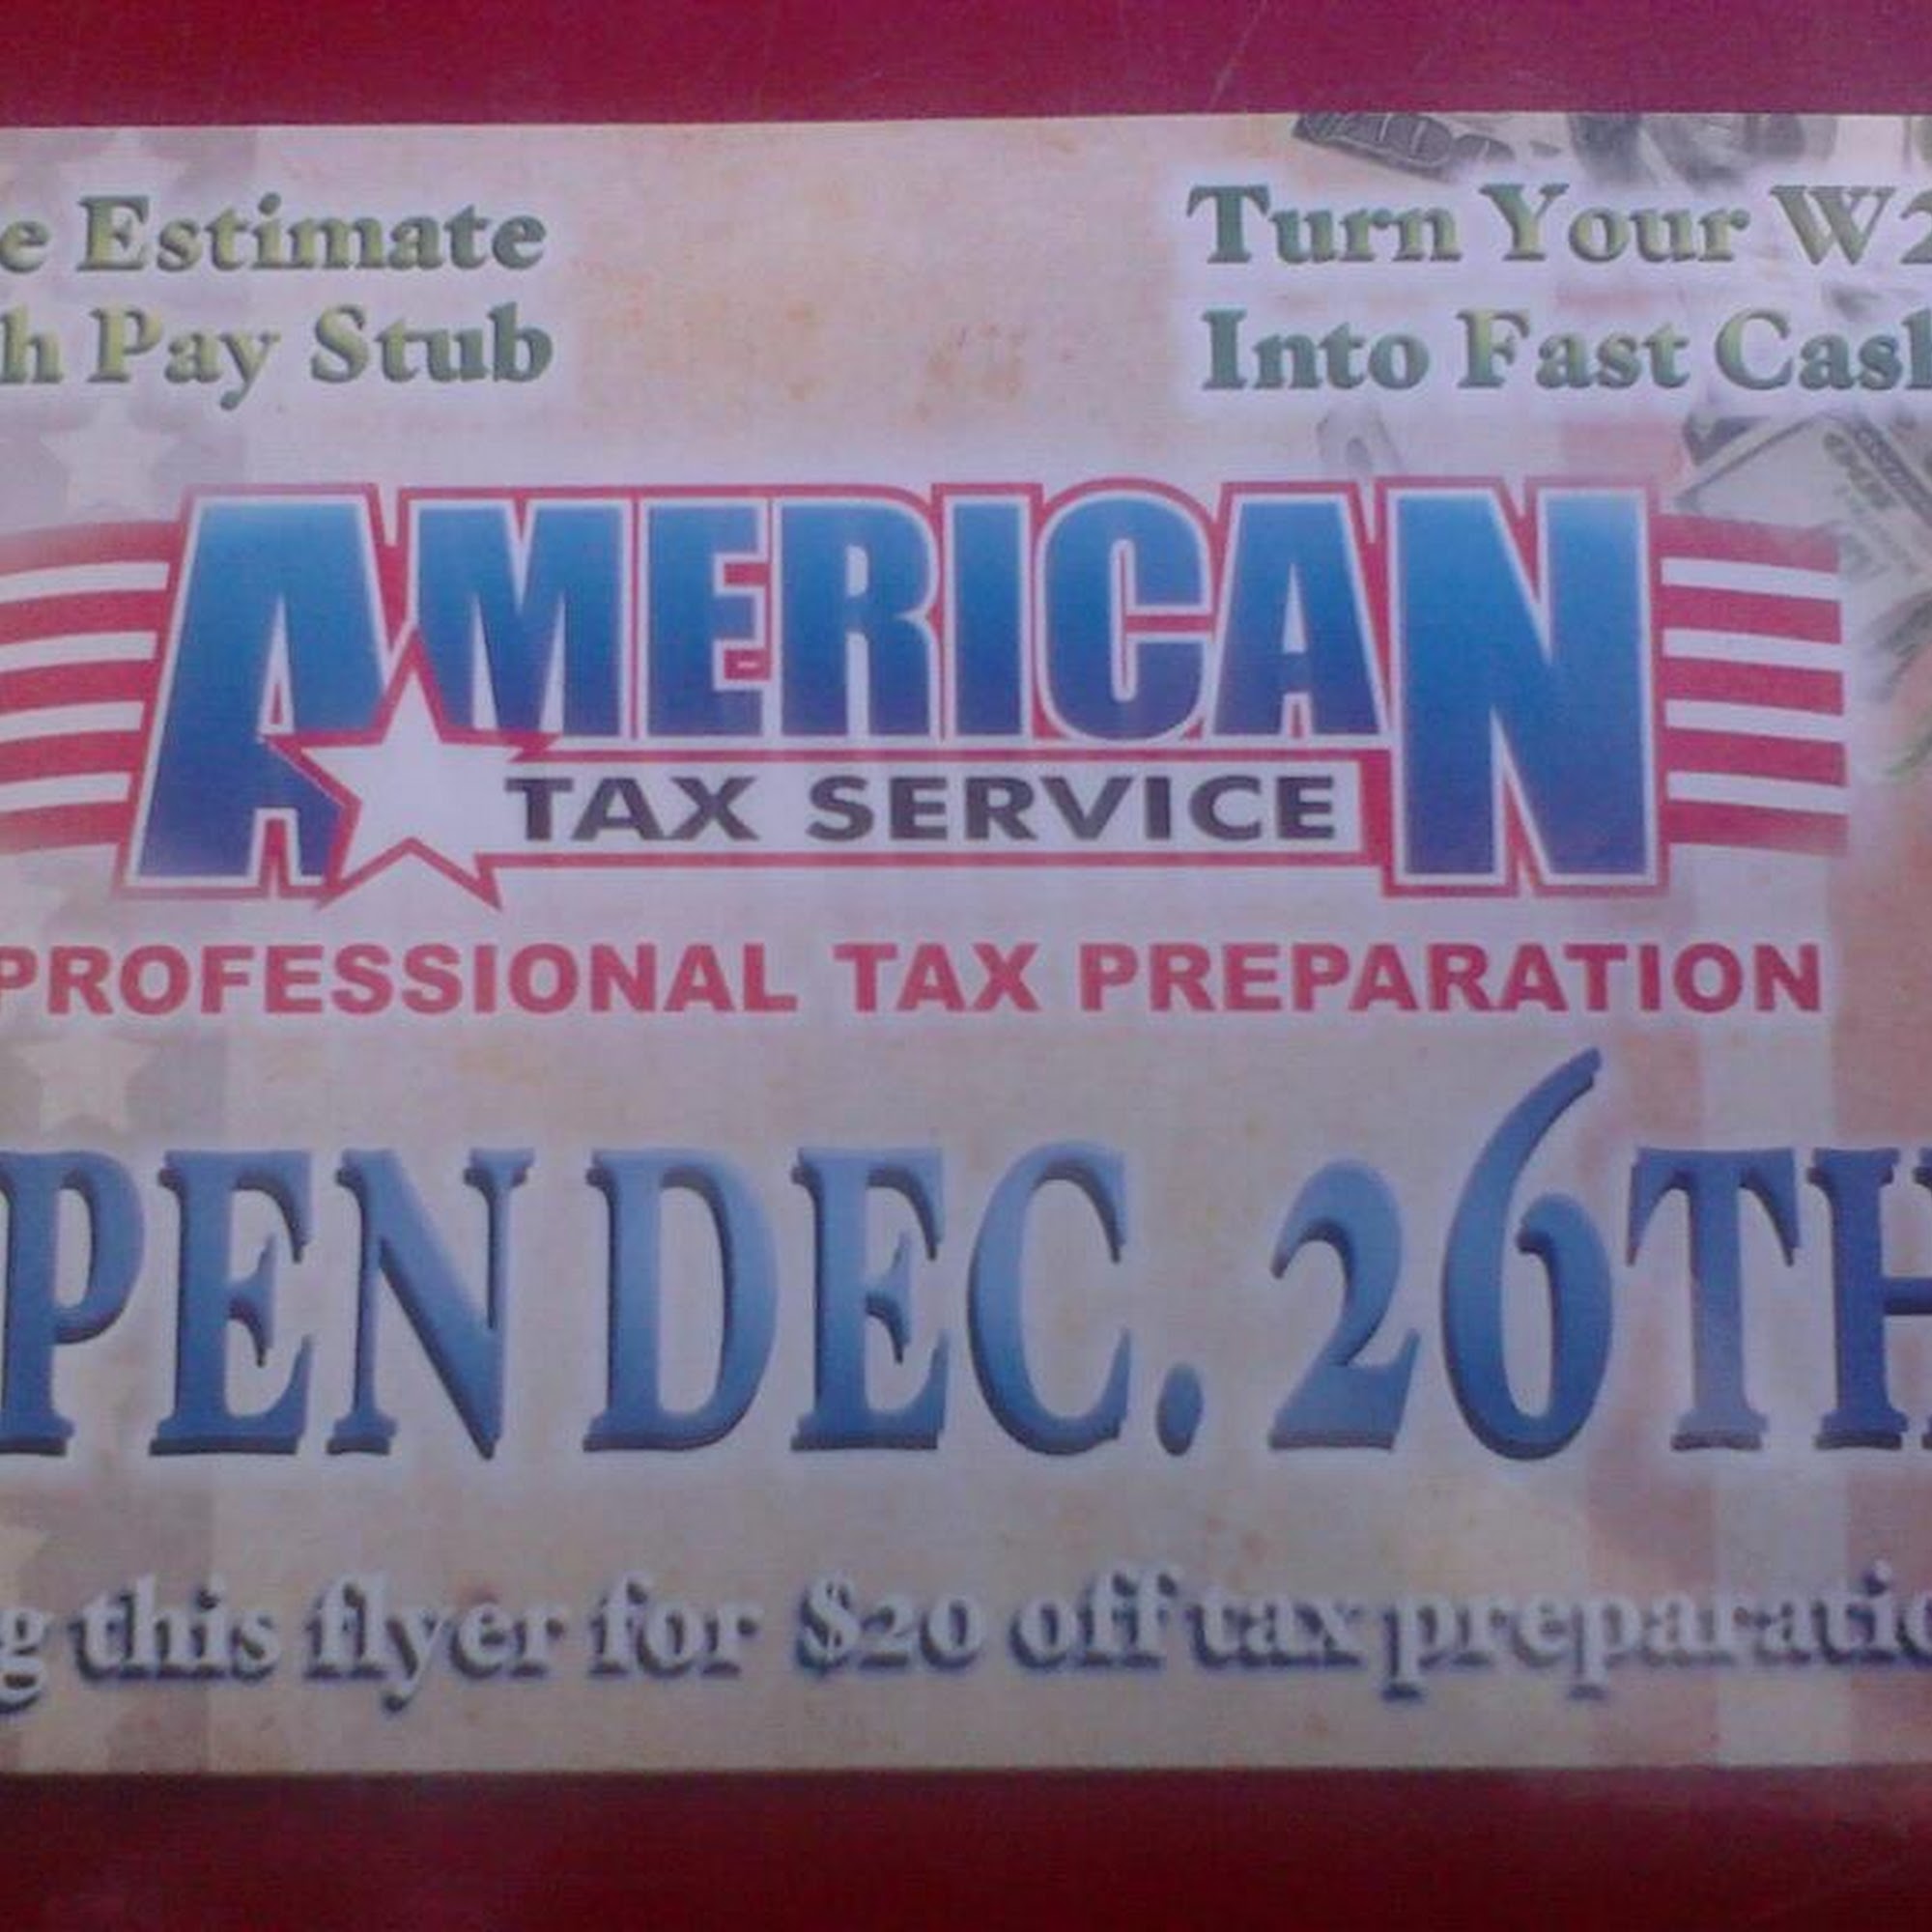 e Estimate
h Pay Stub
Turn Your W2
Into Fast Cash
AMERICAN
TAX SERVICE
PROFESSIONAL TAX PREPARATION
PEN DEC. 26TH
g this flyer for $20 off tax preparatio